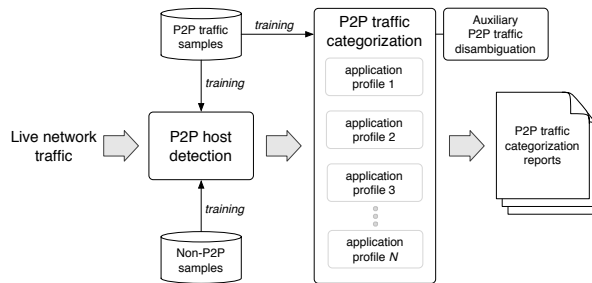 P2P traffic
samples
training
P2P traffic
categorization
Auxiliary
P2P traffic
disambiguation
training
application
profile 1
Live network
traffic
P2P host
detection
application
profile 2
P2P traffic
categorization
reports
application
profile 3
training
Non-P2P
samples
application
profile N